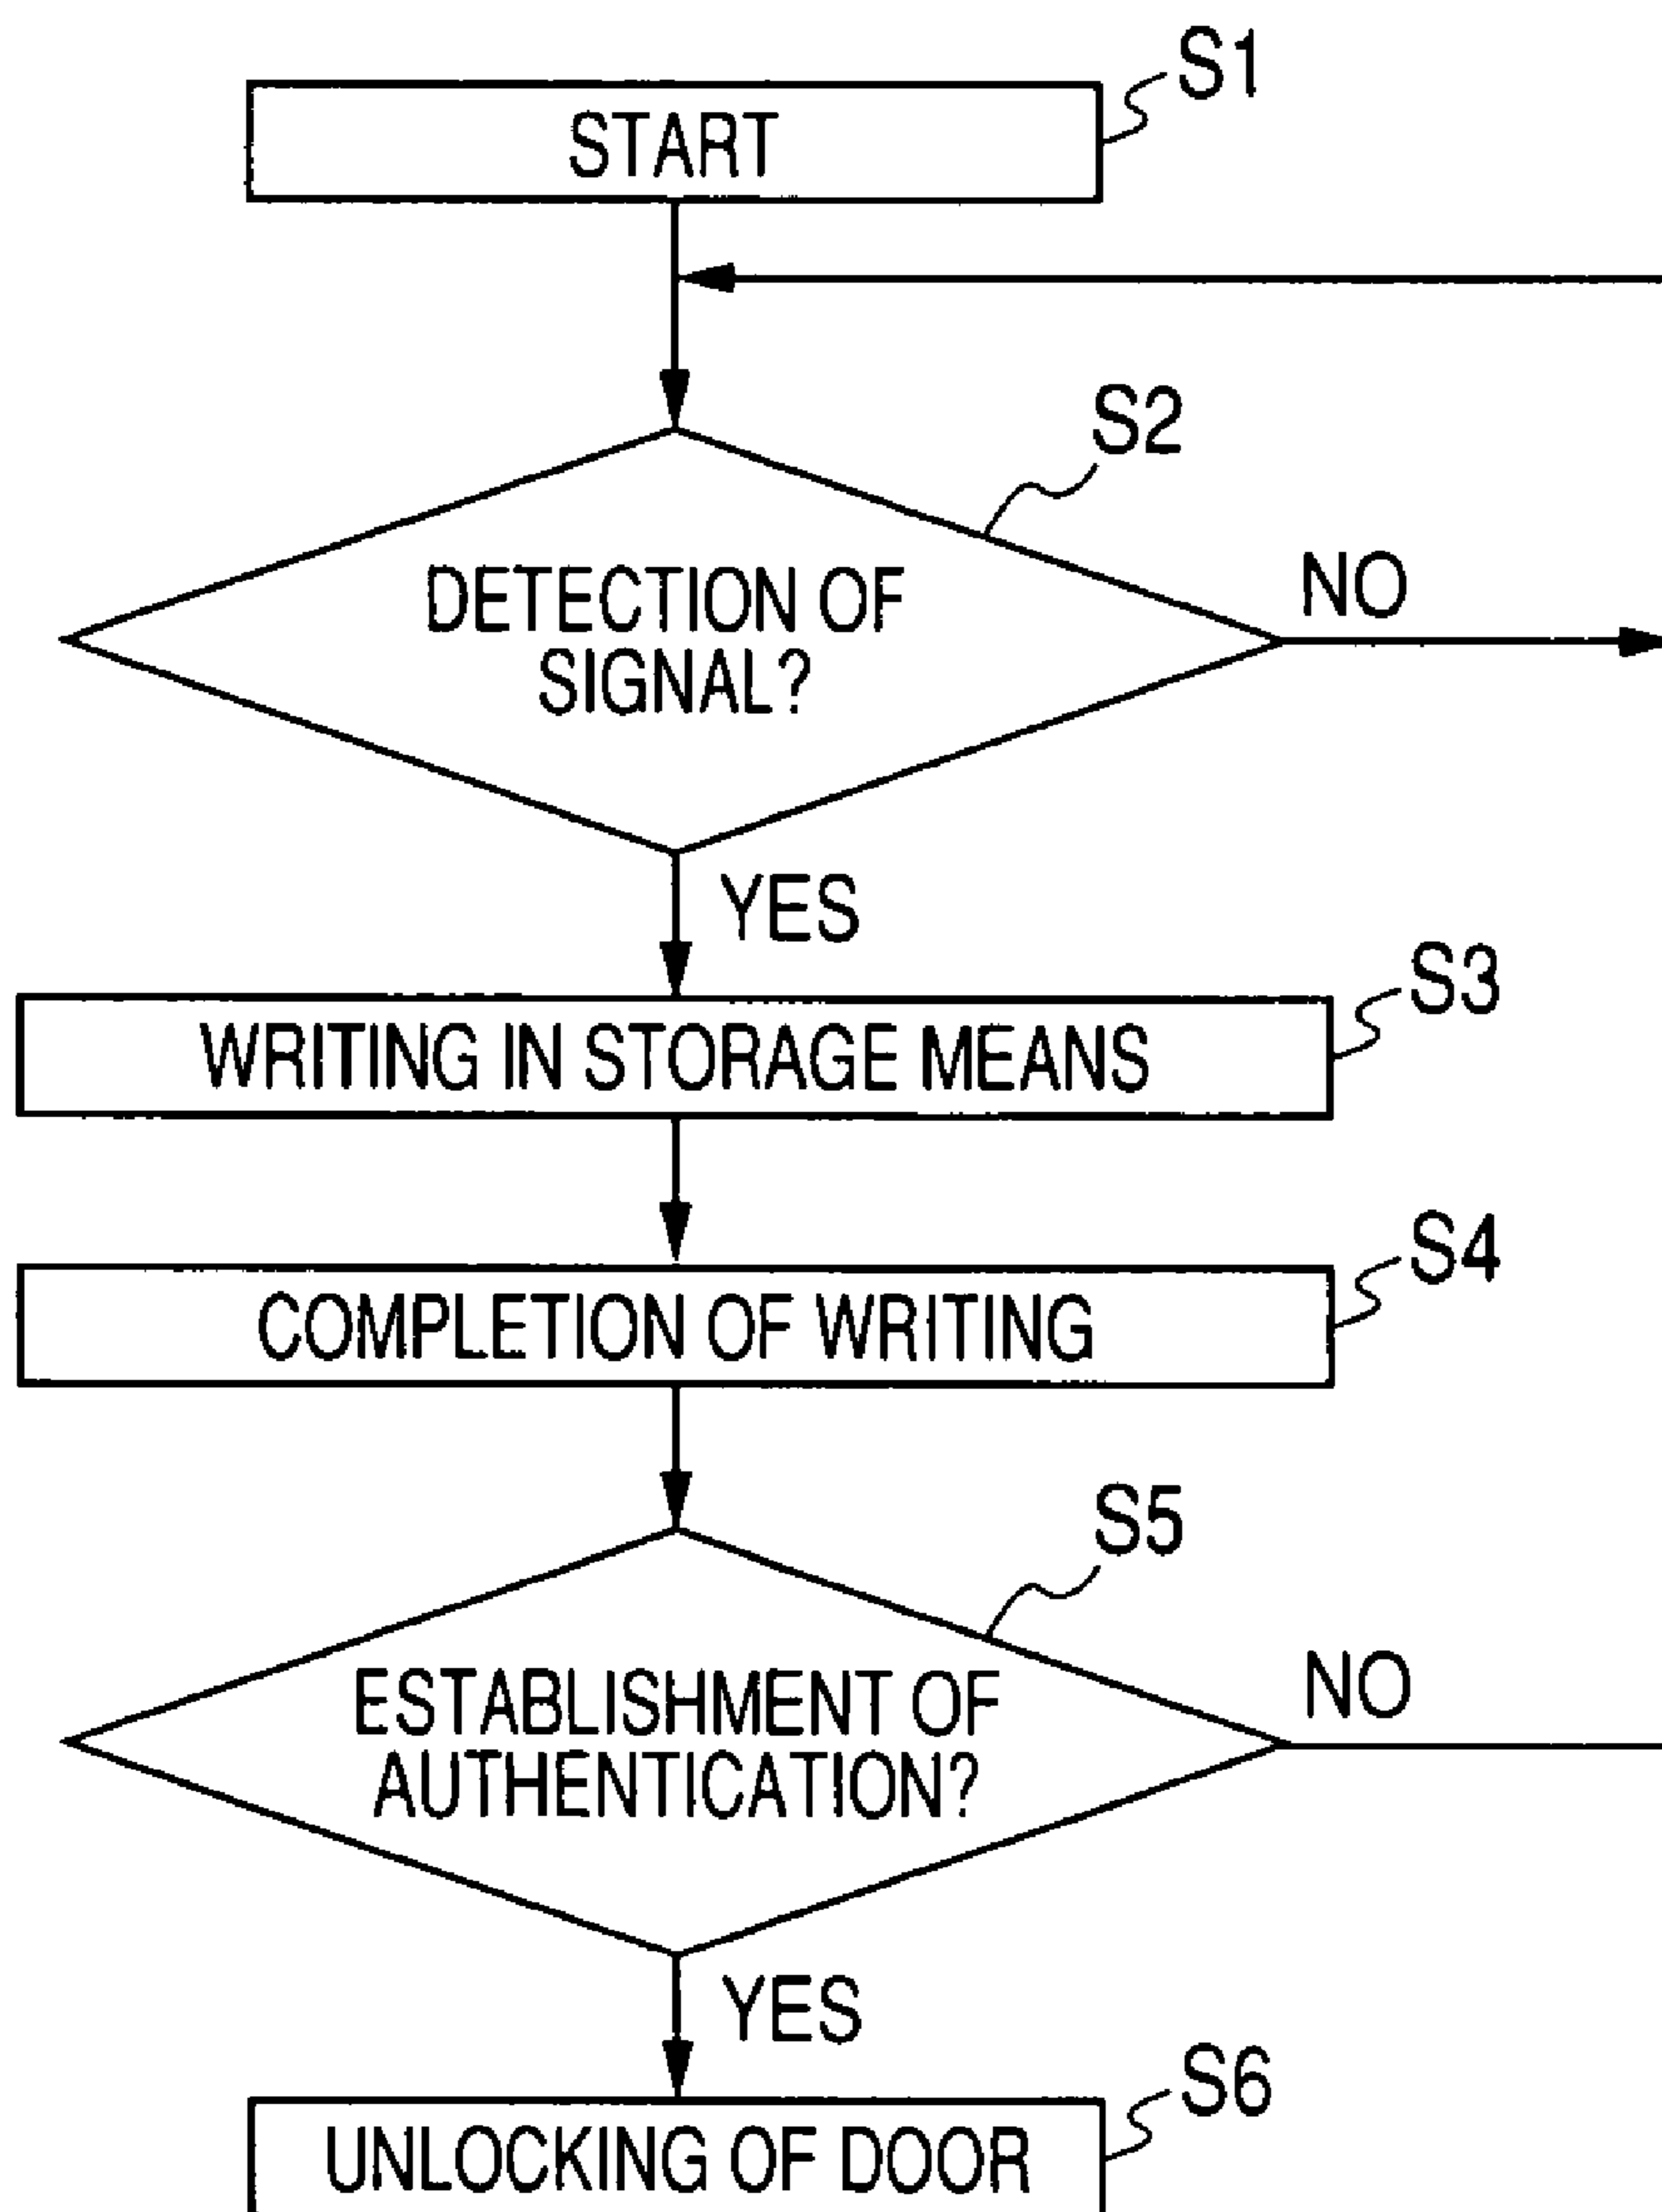 S1
START
S2
DETECTION OF
SIGNAL?
NO
YES
S3
WRITING IN STORAGE MEANS
S4
COMPLETION OF WRITING
S5
ESTABLISHMENT OF
AUTHENTICATION?
NO
YES
S6
UNLOCKING OF DOOR